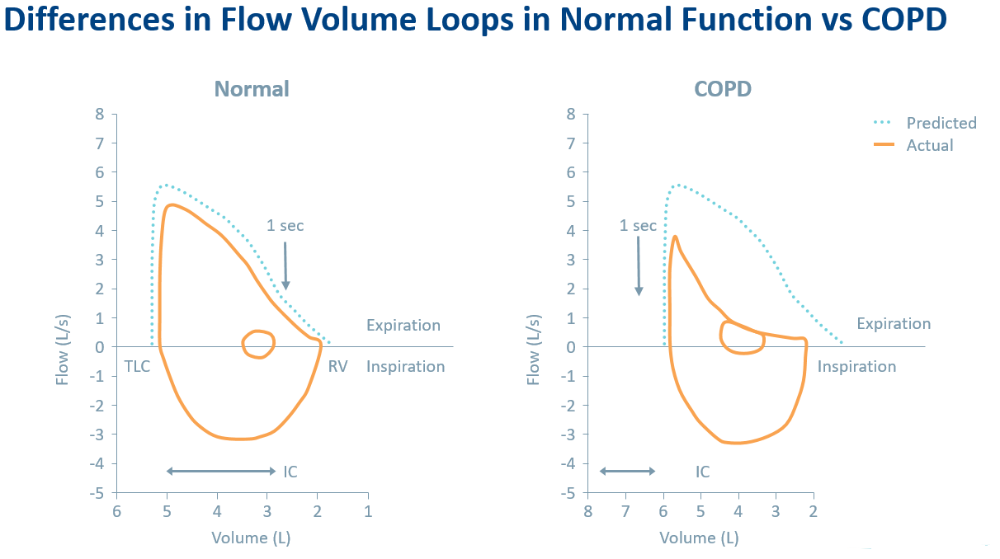 Differences in Flow Volume Loops in Normal Function vs COPD
Normal
8
7
6
5
4
3
2
1
0
-1
-2
-3
-4
-5
Flow (L/s)
1 sec
Expiration
TLC
RV
Inspiration
IC
6 5 4 3 2 1
Volume (L)
COPD
Predicted
Actual
8
7
6
5
4
3
2
1
0
-1
-2
-3
-4
-5
Flow (L/s)
1 sec
Expiration
Inspiration
IC
8 7 6 5 4 3 2
Volume (L)